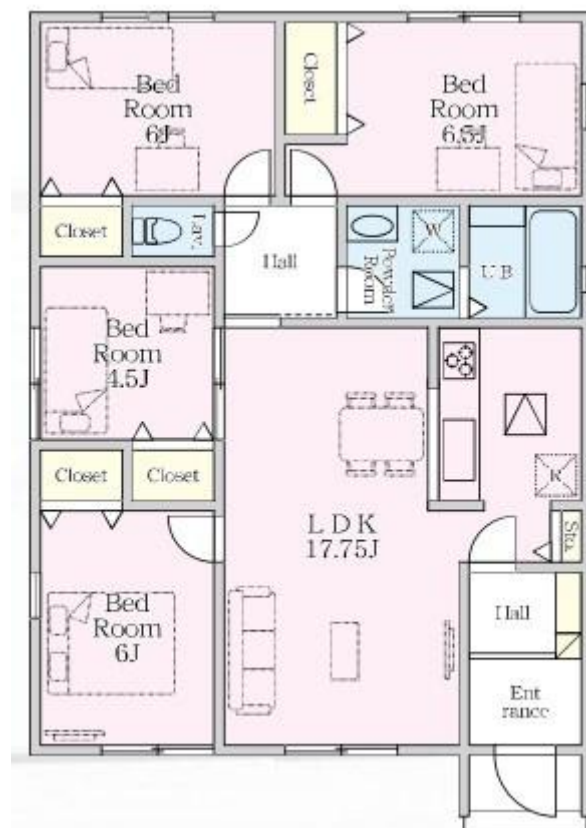 Bed
Room
6J
Closet
Bed
Room
6.5J
Closet
Lav.
Hall
Powder
Room
W
U.B
Bed
Room
4.5J
Closet
Closet
L D K
17.75J
R
Sto.
Bed
Room
6J
Hall
Ent
rance